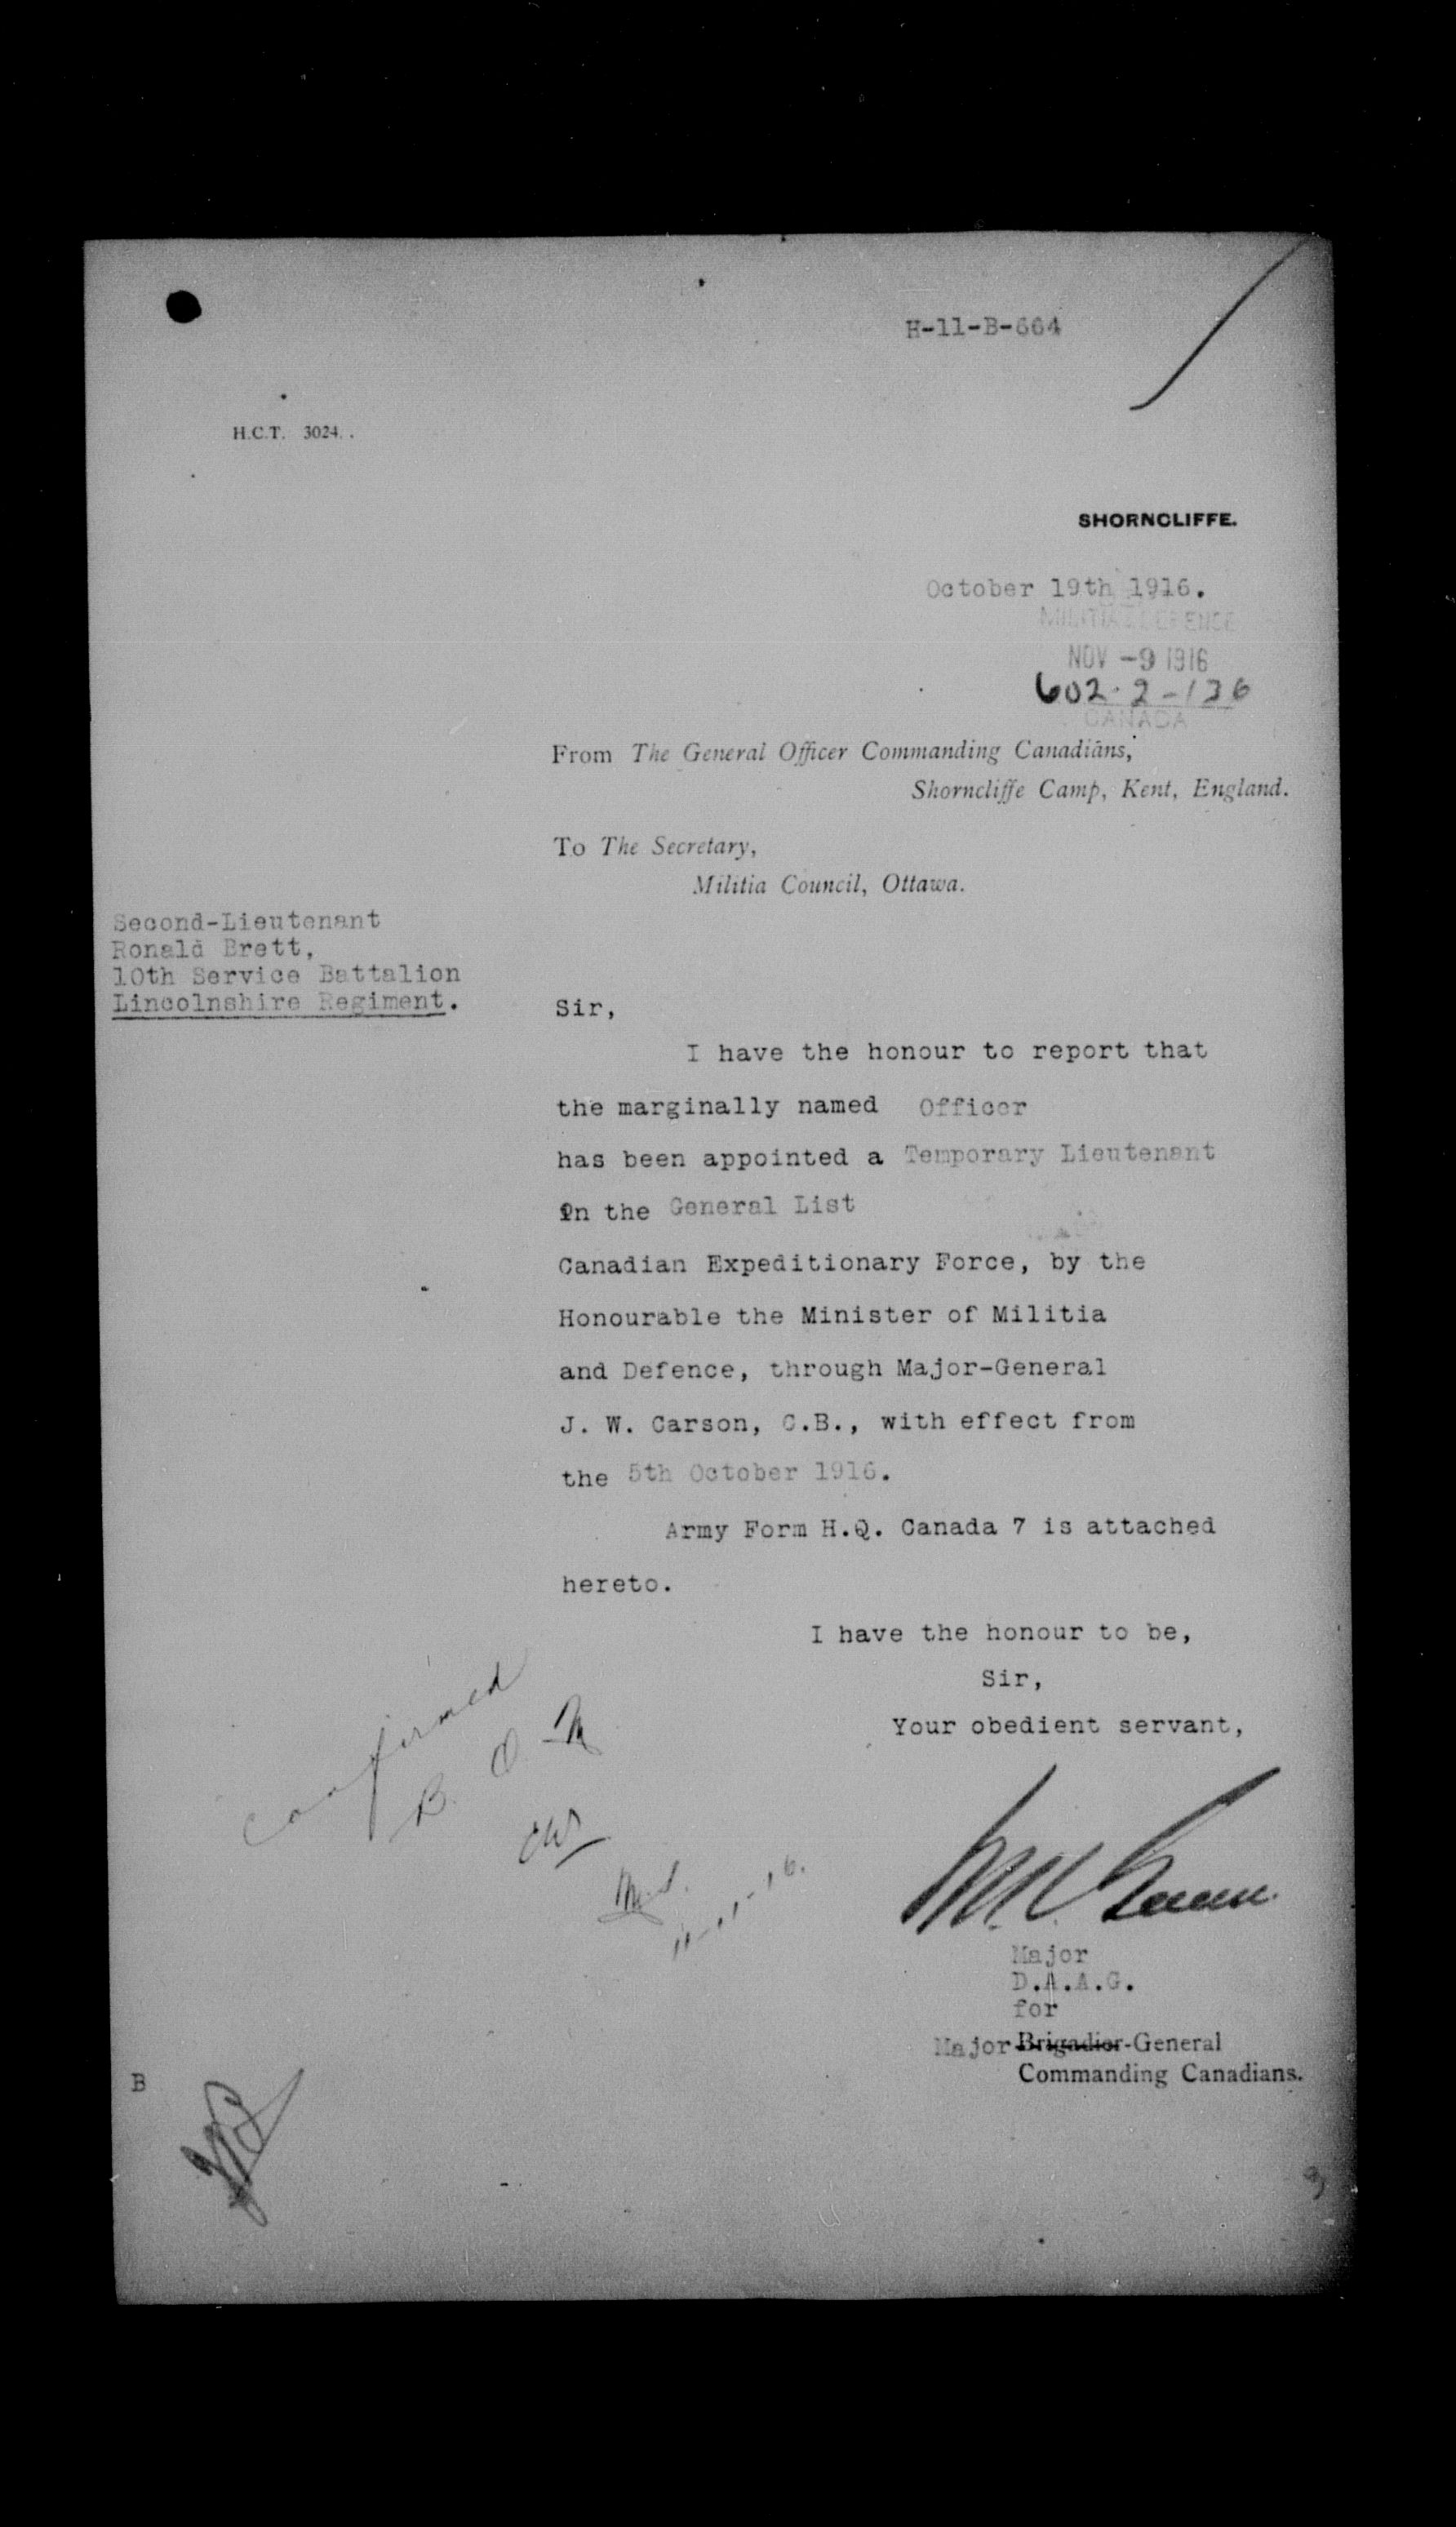 H-11-B-664
H.C.T. 3024.
SHORNCLIFFE.
October 19th 1916.
MILITIA & DEFENCE
NOV -9 1916
602-2-136
CANADA
From The General Officer Commanding Canadians,
Shorncliffe Camp, Kent, England.
To The Secretary,
Militia Council, Ottawa.
Second-Lieutenant
Ronald Brett,
10th Service Battalion
Lincolnshire Regiment.
Sir,
I have the honour to report that
the marginally named Officer
has been appointed a Temporary Lieutenant
in the General List
Canadian Expeditionary Force, by the
Honourable the Minister of Militia
and Defence, through Major-General
J. W. Carson, C.B., with effect from
the 5th October 1916.
Army Form H.Q. Canada 7 is attached
hereto.
I have the honour to be,
Sir,
Your obedient servant,
Confirmed
11-11-16.
Major
D.A.A.G.
for
Major Brigadier-General
Commanding Canadians.
B